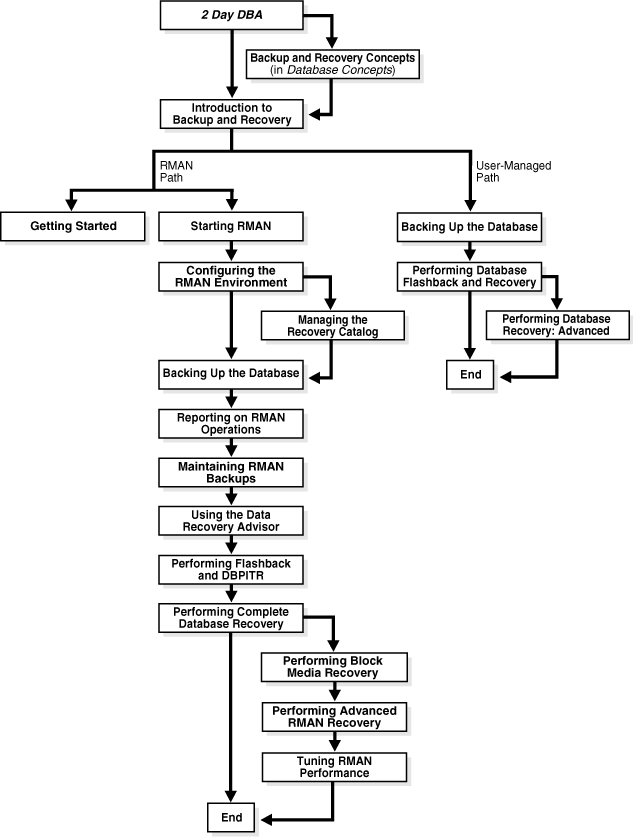 2 Day DBA
Backup and Recovery Concepts
(in Database Concepts)
Introduction to
Backup and Recovery
RMAN
Path
User-Managed
Path
Getting Started
Starting RMAN
Backing Up the Database
Configuring the
RMAN Environment
Performing Database
Flashback and Recovery
Managing the
Recovery Catalog
Performing Database
Recovery: Advanced
Backing Up the Database
End
Reporting on RMAN
Operations
Maintaining RMAN
Backups
Using the Data
Recovery Advisor
Performing Flashback
and DBPITR
Performing Complete
Database Recovery
Performing Block
Media Recovery
Performing Advanced
RMAN Recovery
Tuning RMAN
Performance
End